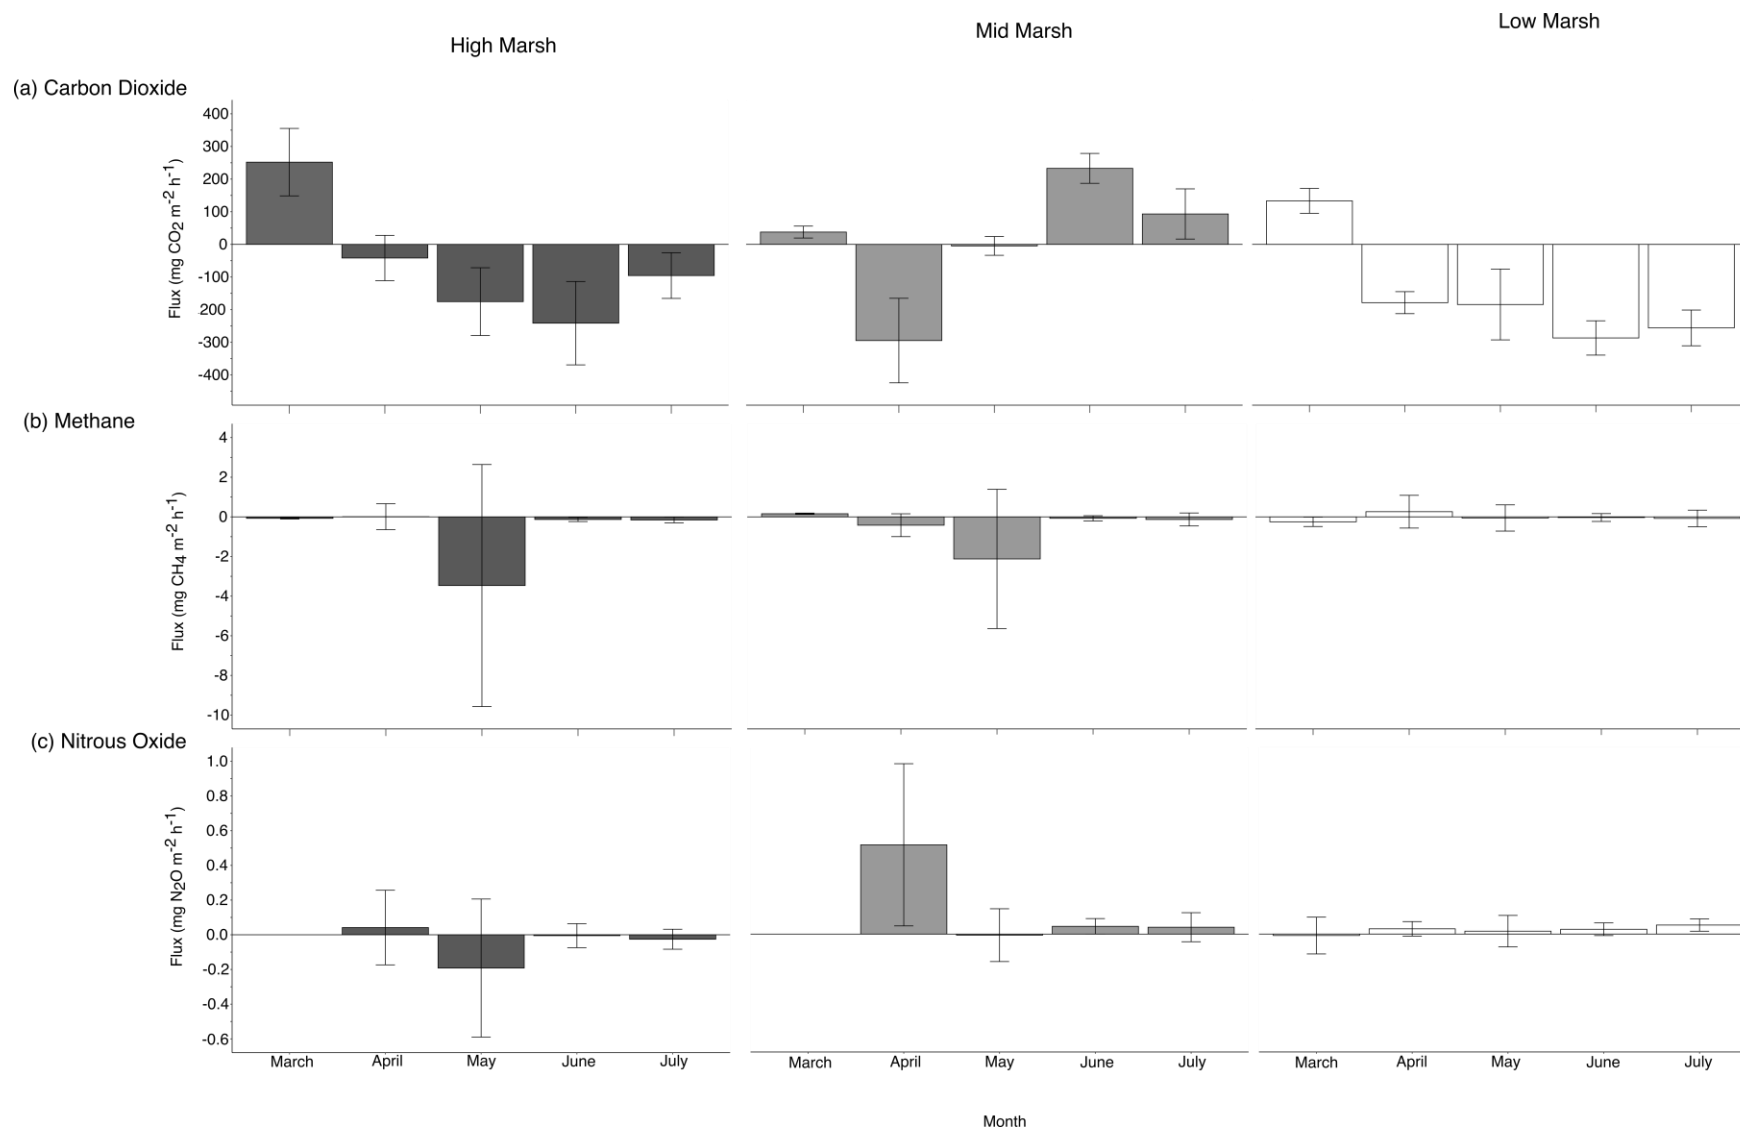 High Marsh
Mid Marsh
Low Marsh
(a) Carbon Dioxide
Flux (mg CO2 m-2 h-1)
400
300
200
100
0
-100
200
-300
-400
(b) Methane
Flux (mg CH4 m-2 h-1)
4
2
0
-2
-4
-6
-8
-10
(c) Nitrous Oxide
Flux (mg N2O m-2 h-1)
1.0
0.8
0.6
0.4
0.2
0.0
-0.2
-0.4
-0.6
March April May June July
March April May June July
March April May June July
Month